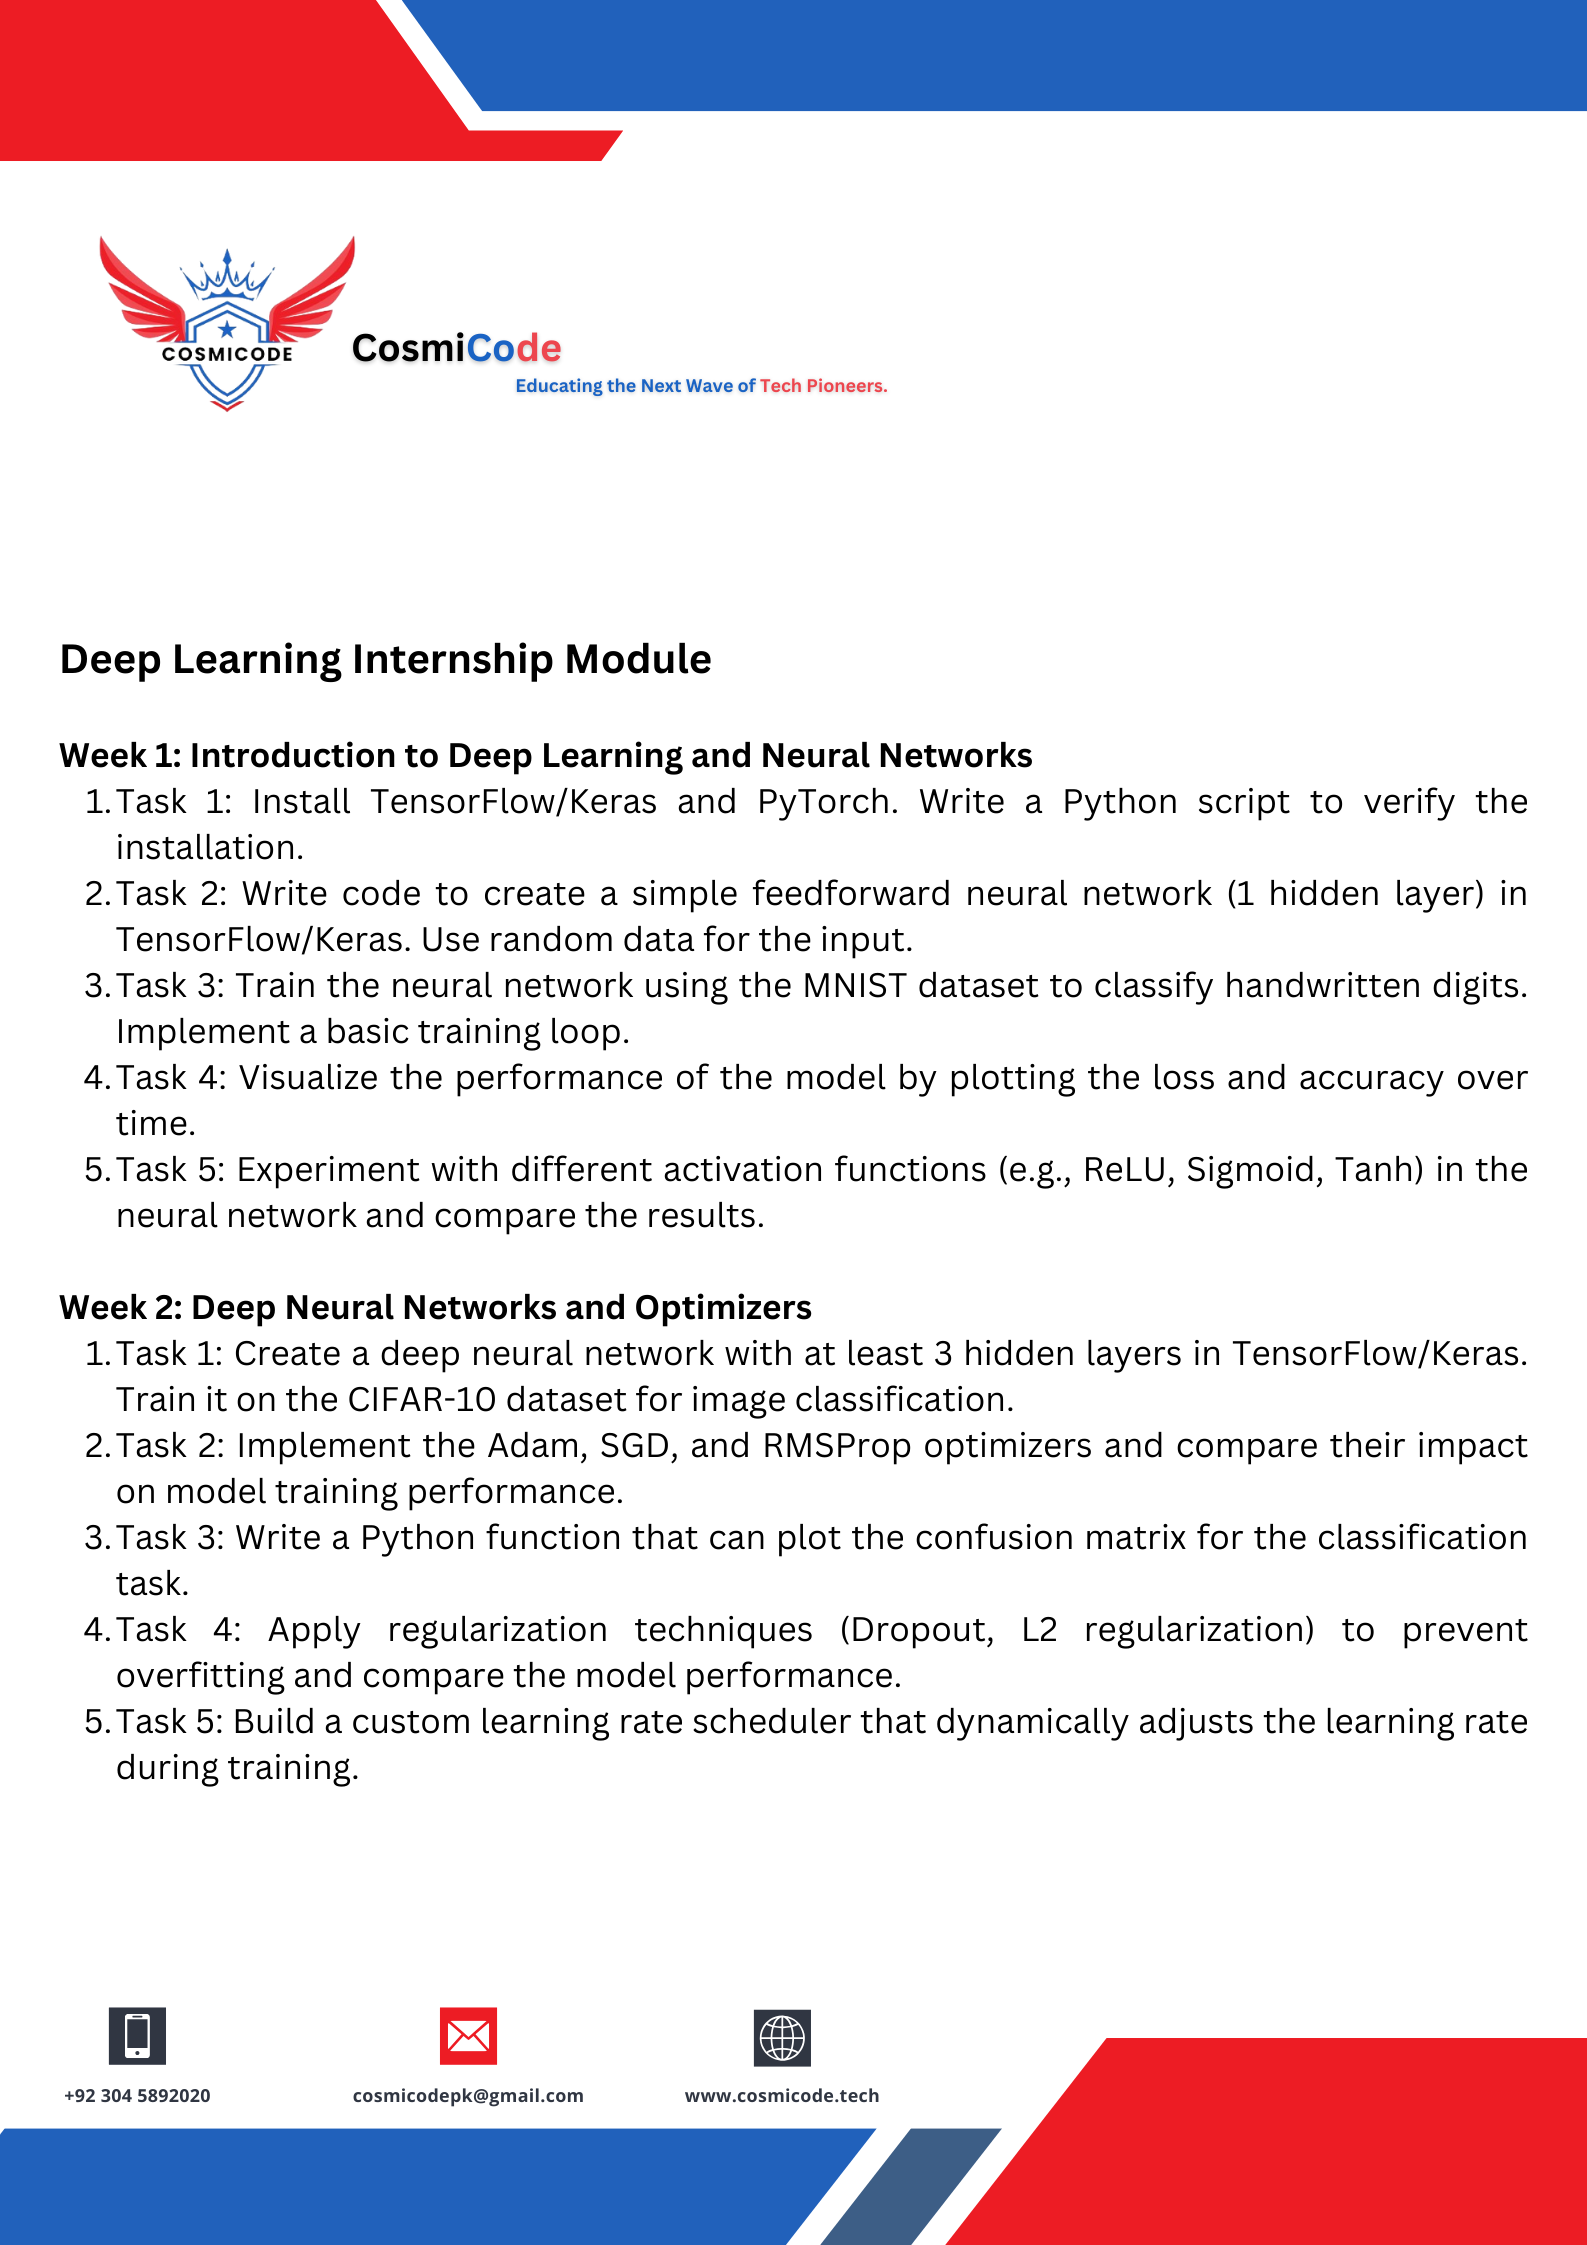 COSMICODE
CosmiCode
Educating the Next Wave of Tech Pioneers.
Deep Learning Internship Module
Week 1: Introduction to Deep Learning and Neural Networks
1. Task 1: Install TensorFlow/Keras and PyTorch. Write a Python script to verify the
installation.
2. Task 2: Write code to create a simple feedforward neural network (1 hidden layer) in
TensorFlow/Keras. Use random data for the input.
3. Task 3: Train the neural network using the MNIST dataset to classify handwritten digits.
Implement a basic training loop.
4. Task 4: Visualize the performance of the model by plotting the loss and accuracy over
time.
5. Task 5: Experiment with different activation functions (e.g., ReLU, Sigmoid, Tanh) in the
neural network and compare the results.
Week 2: Deep Neural Networks and Optimizers
1. Task 1: Create a deep neural network with at least 3 hidden layers in TensorFlow/Keras.
Train it on the CIFAR-10 dataset for image classification.
2. Task 2: Implement the Adam, SGD, and RMSProp optimizers and compare their impact
on model training performance.
3. Task 3: Write a Python function that can plot the confusion matrix for the classification
task.
4. Task 4: Apply regularization techniques (Dropout, L2 regularization) to prevent
overfitting and compare the model performance.
5. Task 5: Build a custom learning rate scheduler that dynamically adjusts the learning rate
during training.
+92 304 5892020
cosmicodepk@gmail.com
www.cosmicode.tech